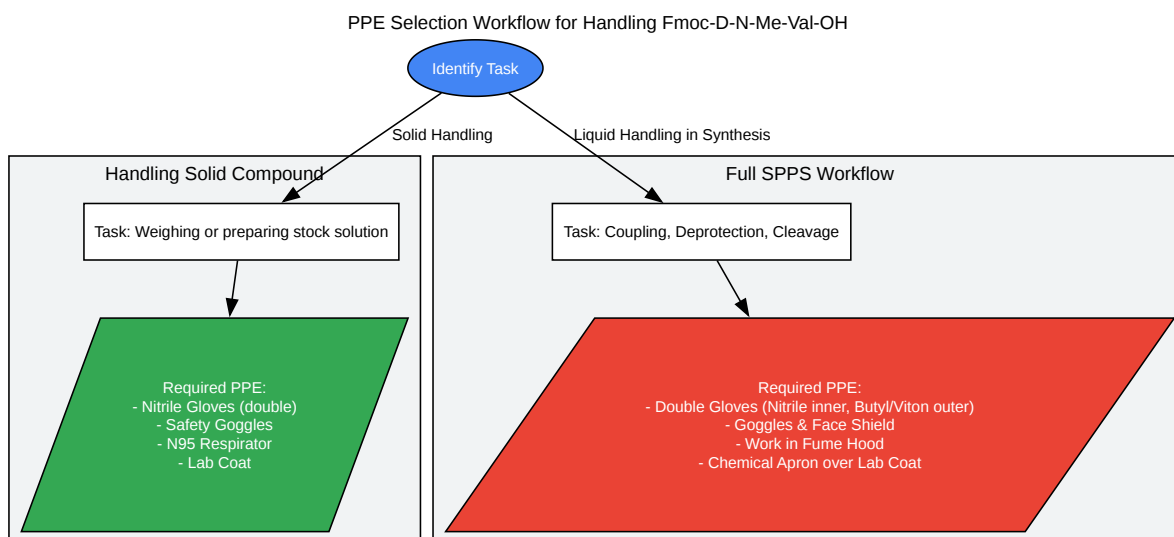 PPE Selection Workflow for Handling Fmoc-D-N-Me-Val-OH
Identify Task
Solid Handling
Liquid Handling in Synthesis
Handling Solid Compound
Task: Weighing or preparing stock solution
Required PPE:
- Nitrile Gloves (double)
- Safety Goggles
- N95 Respirator
- Lab Coat
Full SPPS Workflow
Task: Coupling, Deprotection, Cleavage
Required PPE:
- Double Gloves (Nitrile inner, Butyl/Viton outer)
- Goggles & Face Shield
- Work in Fume Hood
- Chemical Apron over Lab Coat